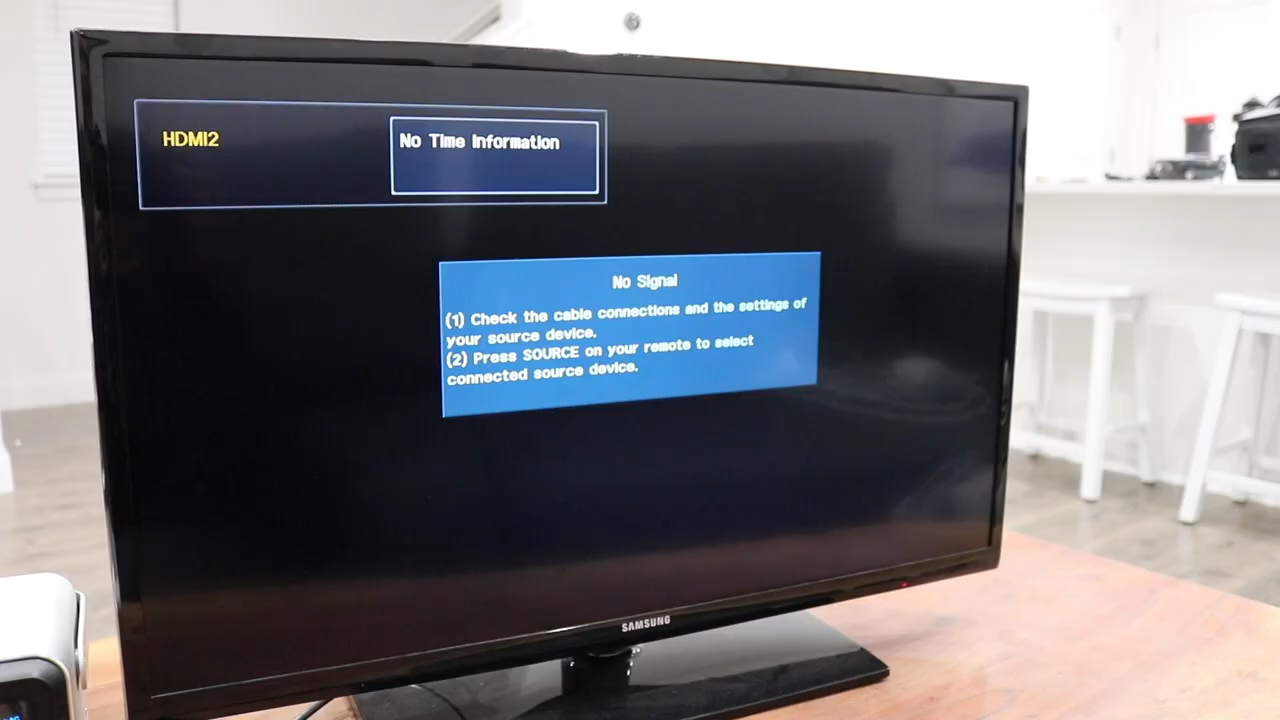 HDMI2
No Time Information
No Signal
(1) Check the cable connections and the settings of
your source device.
(2) Press SOURCE on your remote to select
connected source device.
SAMSUNG